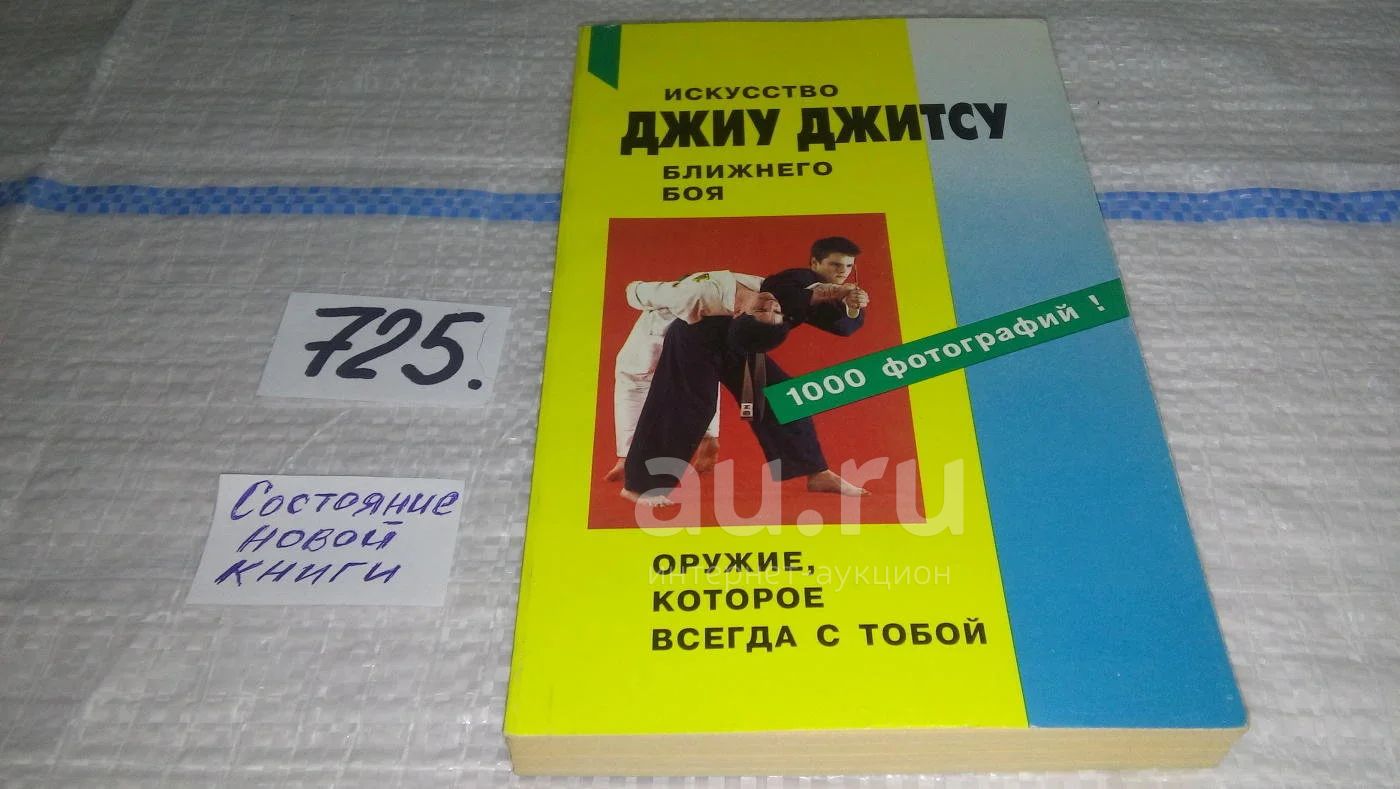 ИСКУССТВО
ДЖИУ ДЖИТСУ
БЛИЖНЕГО
БОЯ
1000 фотографий !
ОРУЖИЕ,
КОТОРОЕ
ВСЕГДА С ТОБОЙ
725.
Состояние
новой
книги
au.ru
интернет-аукцион